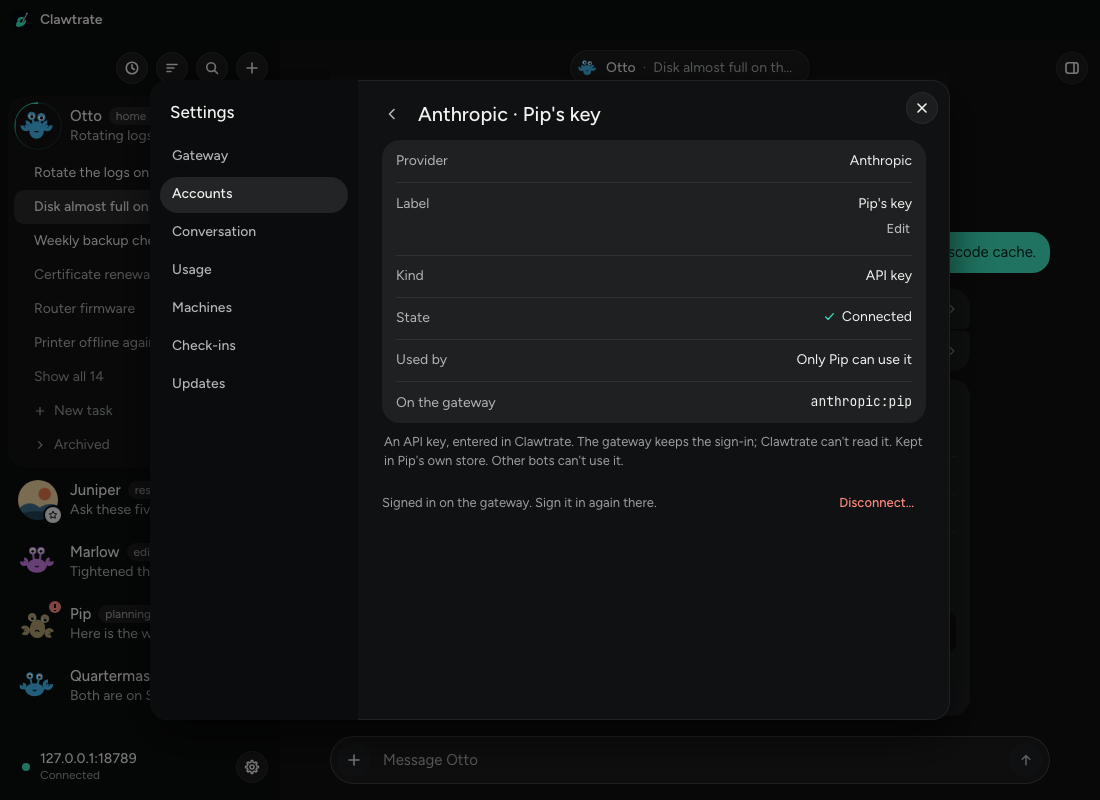 Clawtrate
Otto · Disk almost full on th…
Otto home
Rotating logs
Rotate the logs on
Disk almost full on
Weekly backup che
Certificate renewa
Router firmware
Printer offline agai
Show all 14
+ New task
Archived
Juniper res
Ask these fiv
Marlow edi
Tightened th
Pip planning
Here is the w
Quartermas
Both are on S
127.0.0.1:18789
Connected
Settings
Gateway
Accounts
Conversation
Usage
Machines
Check-ins
Updates
Anthropic · Pip's key
Provider Anthropic
Label Pip's key
Edit
Kind API key
State Connected
Used by Only Pip can use it
On the gateway anthropic:pip
An API key, entered in Clawtrate. The gateway keeps the sign-in; Clawtrate can't read it. Kept
in Pip's own store. Other bots can't use it.
Signed in on the gateway. Sign it in again there. Disconnect…
scode cache.
Message Otto